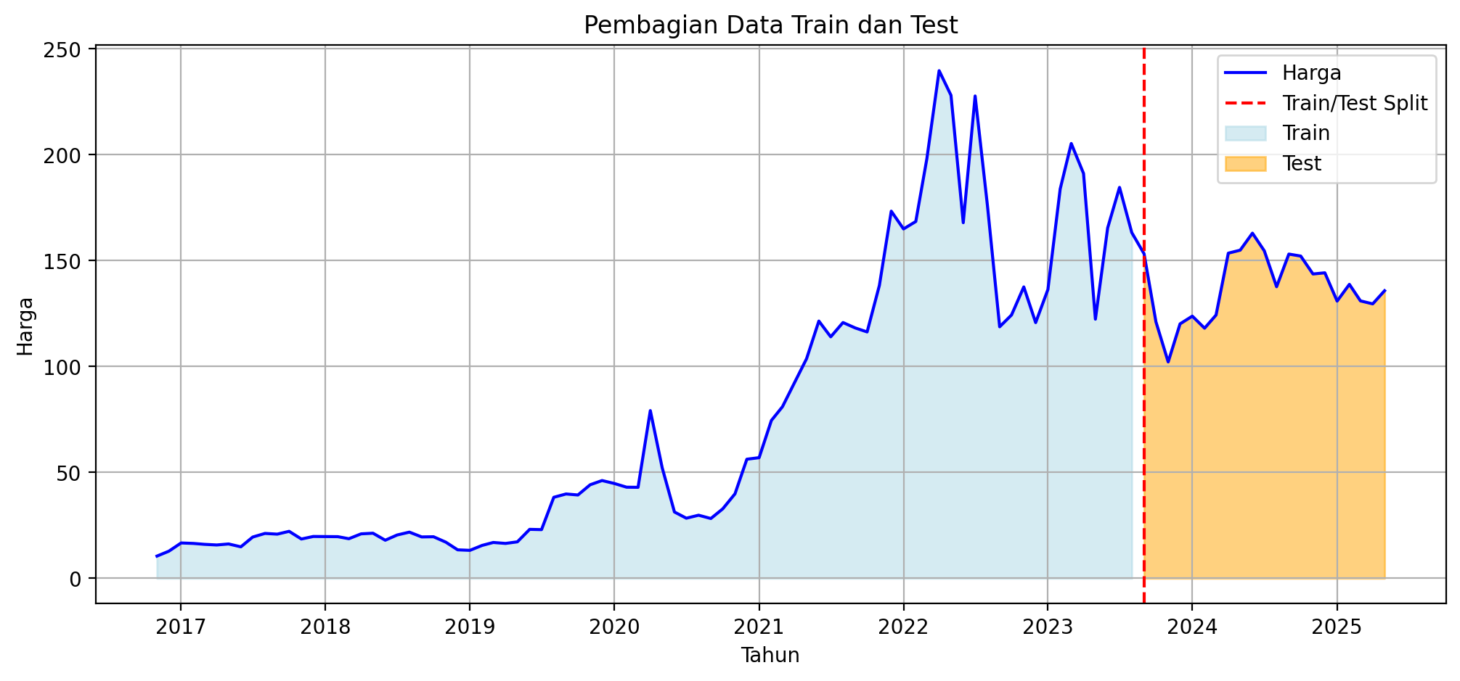 Pembagian Data Train dan Test
Harga
Train/Test Split
Train
Test
250
200
150
100
50
0
Harga
2017 2018 2019 2020 2021 2022 2023 2024 2025
Tahun